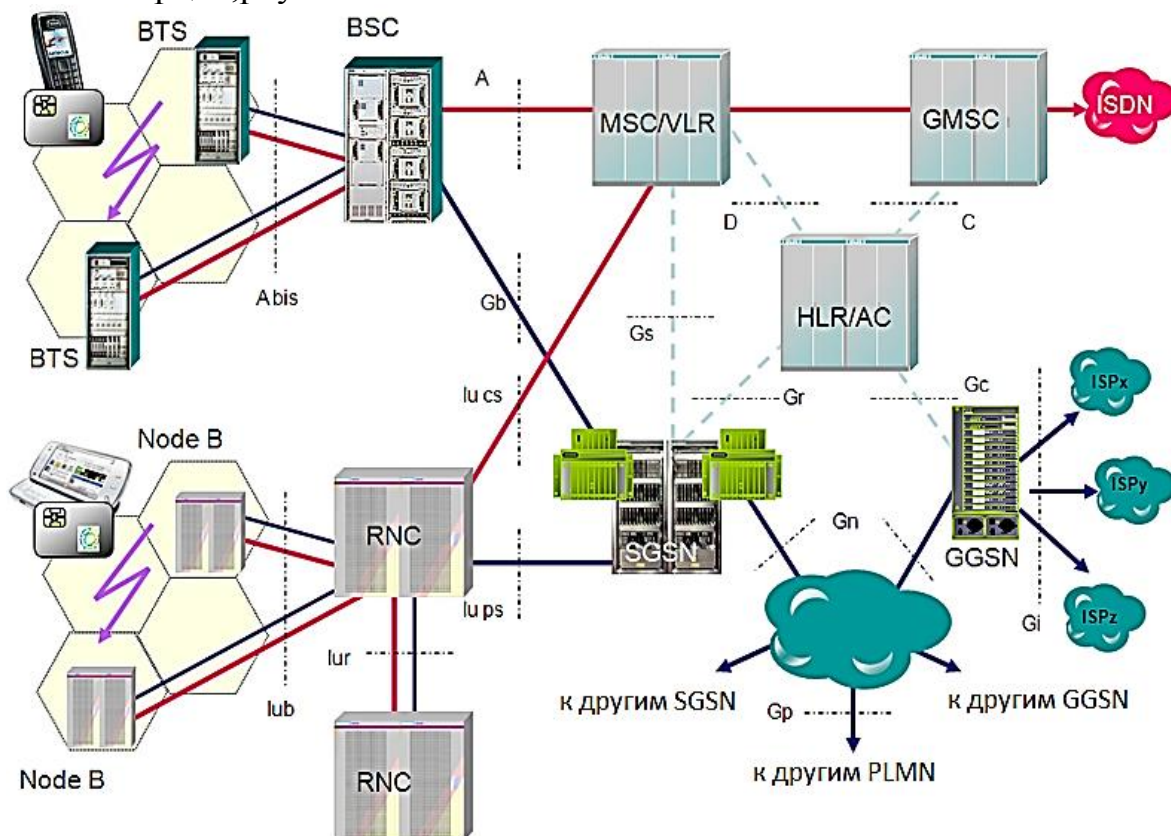 BTS
BSC
A
MSC/VLR
GMSC
ISDN
D
C
A bis
Gb
Gs
HLR/AC
BTS
Iu cs
Gr
Gc
ISPx
Node B
ISPy
RNC
SGSN
Gn
GGSN
Iu ps
ISPz
Gi
Iur
Iub
к другим SGSN
Gp
к другим GGSN
Node B
RNC
к другим PLMN